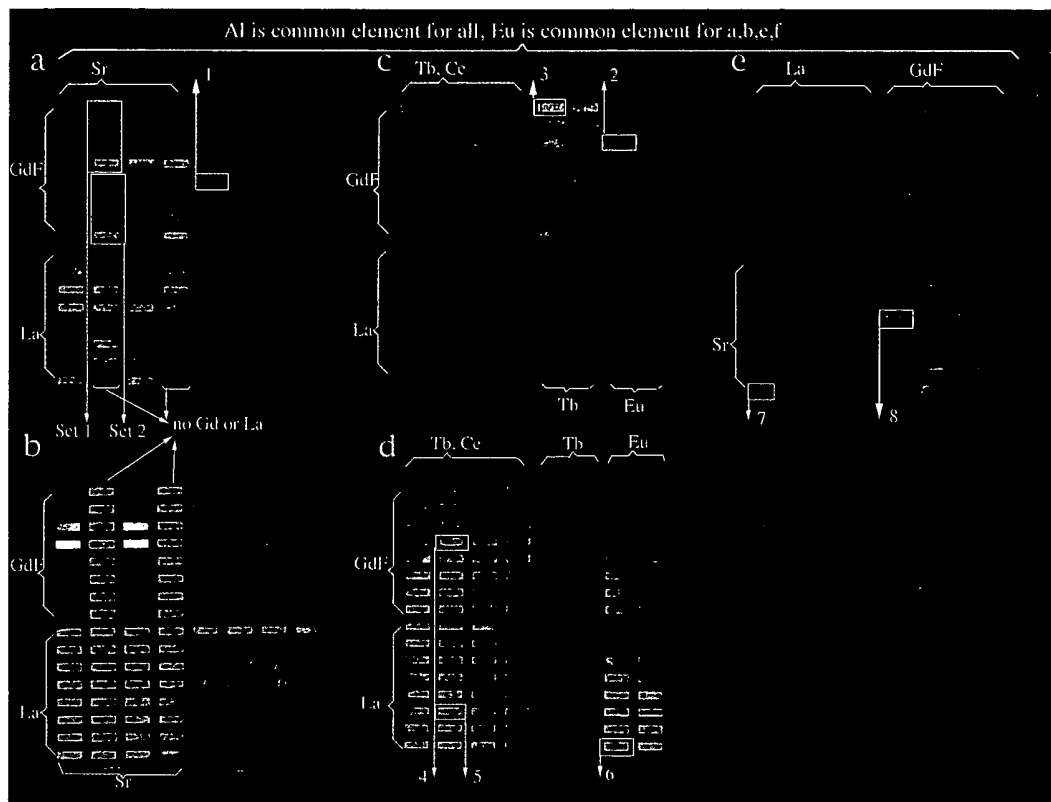 Al is common element for all, Eu is common element for a,b,e,f
a
Sr
1
c
Tb, Ce
3
2
e
La
GdF
GdF
GdF
La
La
Sr
Tb
Eu
7
8
Set 1
Set 2
no Gd or La
b
d
Tb, Ce
Tb
Eu
GdF
GdF
La
La
Sr
4
5
6